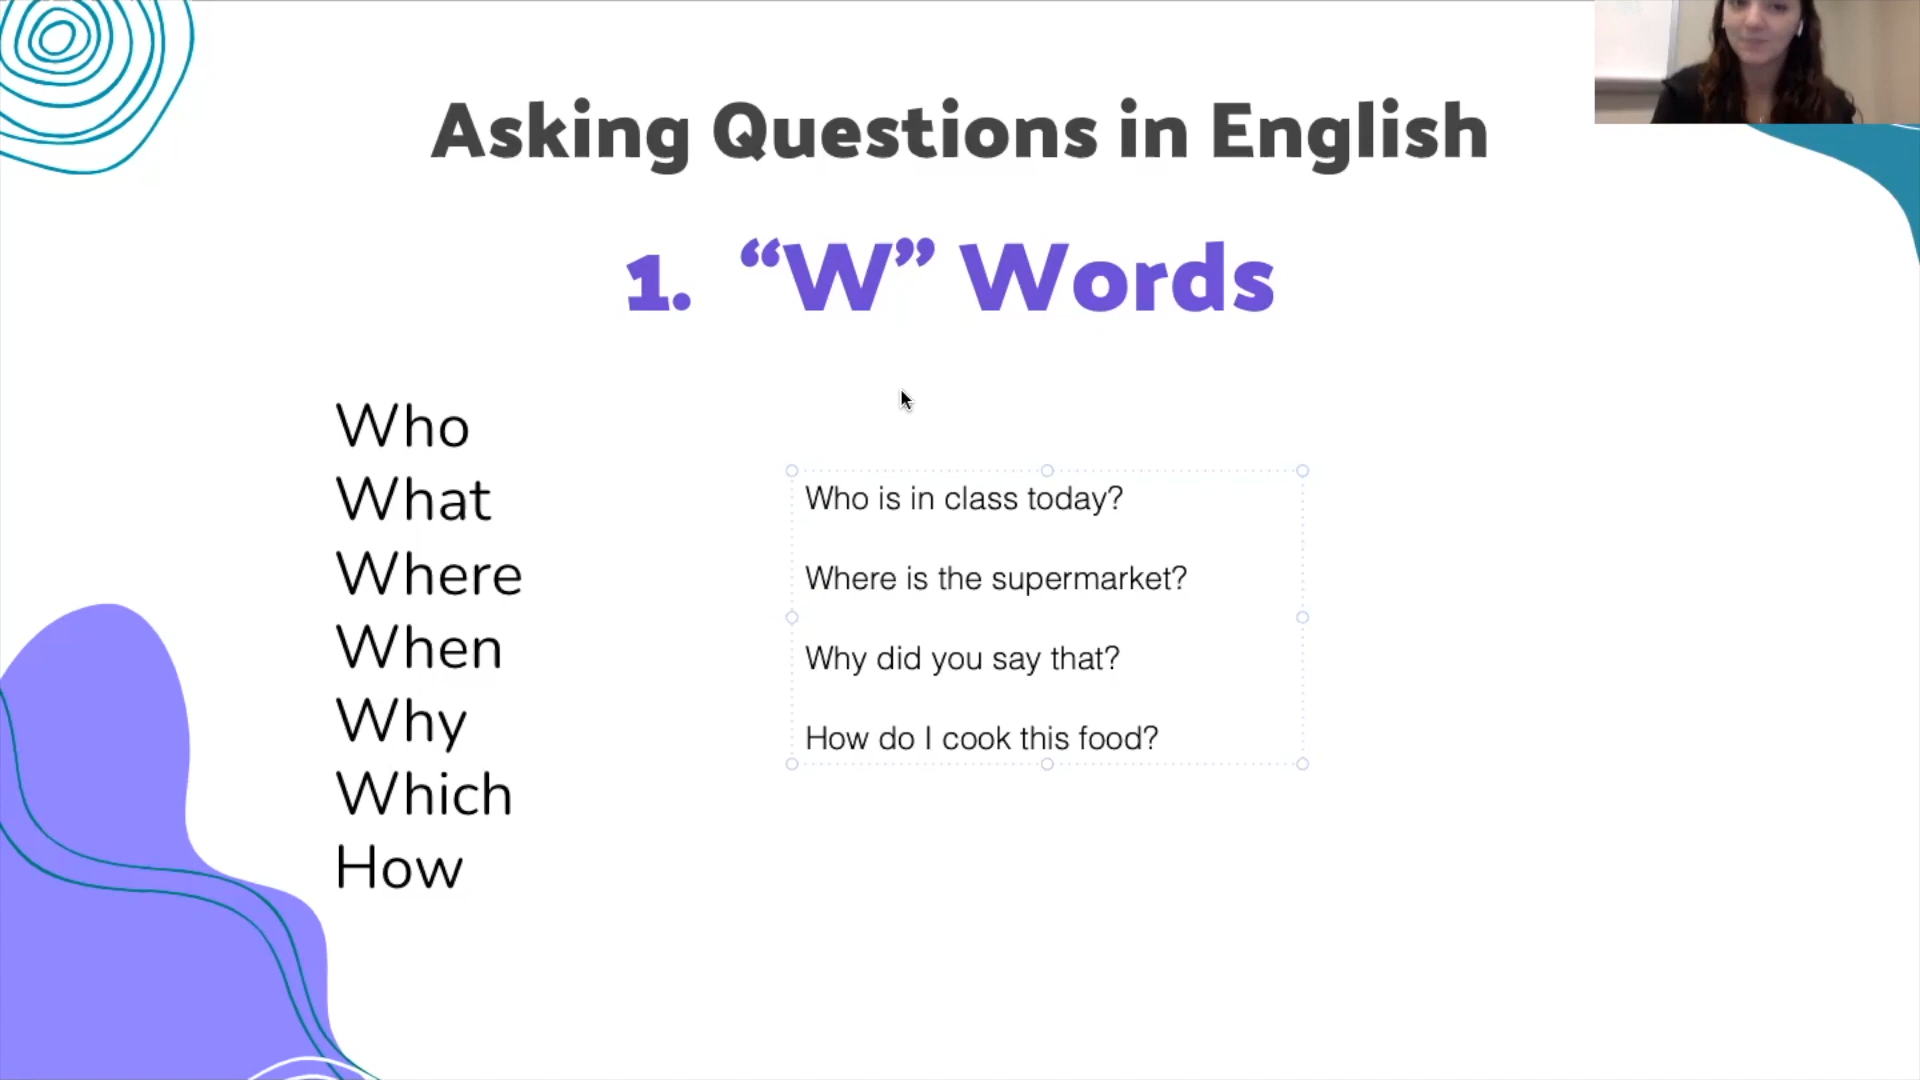 Asking Questions in English
1. “W” Words
Who
What
Where
When
Why
Which
How
Who is in class today?
Where is the supermarket?
Why did you say that?
How do I cook this food?